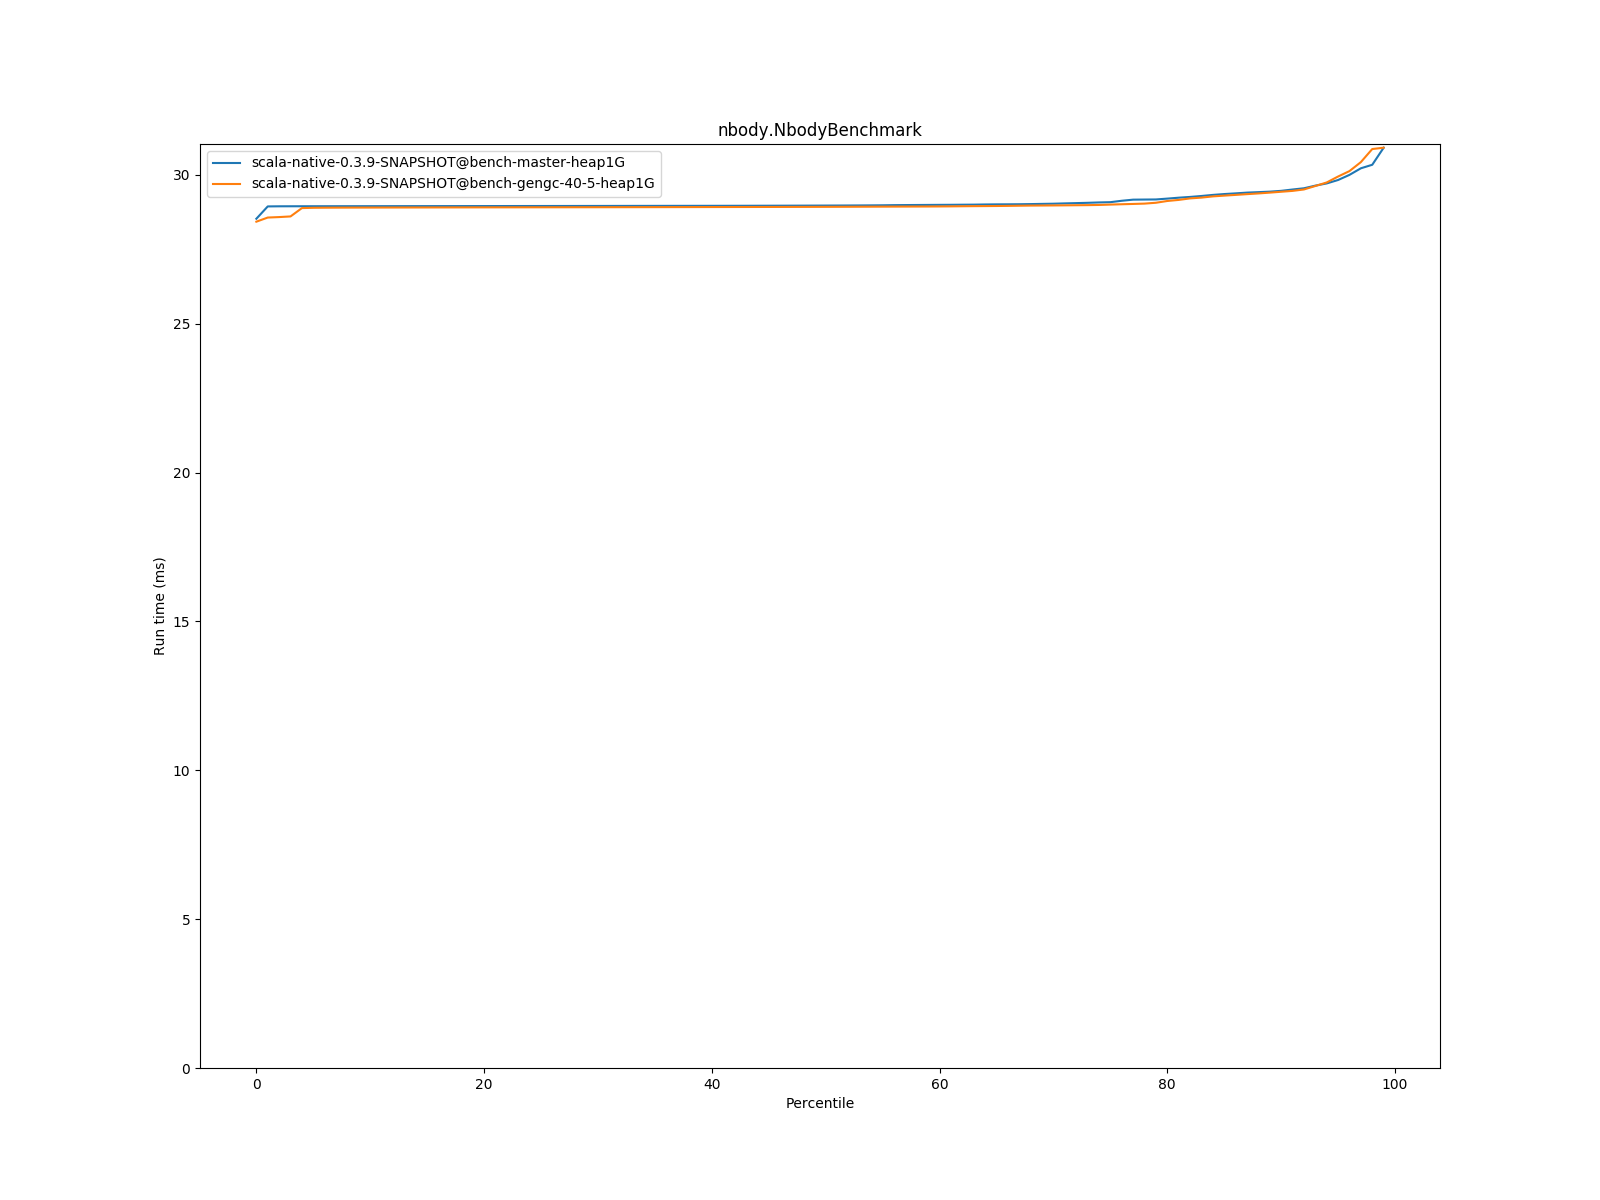 nbody.NbodyBenchmark
scala-native-0.3.9-SNAPSHOT@bench-master-heap1G
scala-native-0.3.9-SNAPSHOT@bench-gengc-40-5-heap1G
30
25
20
15
10
5
0
Run time (ms)
0 20 40 60 80 100
Percentile